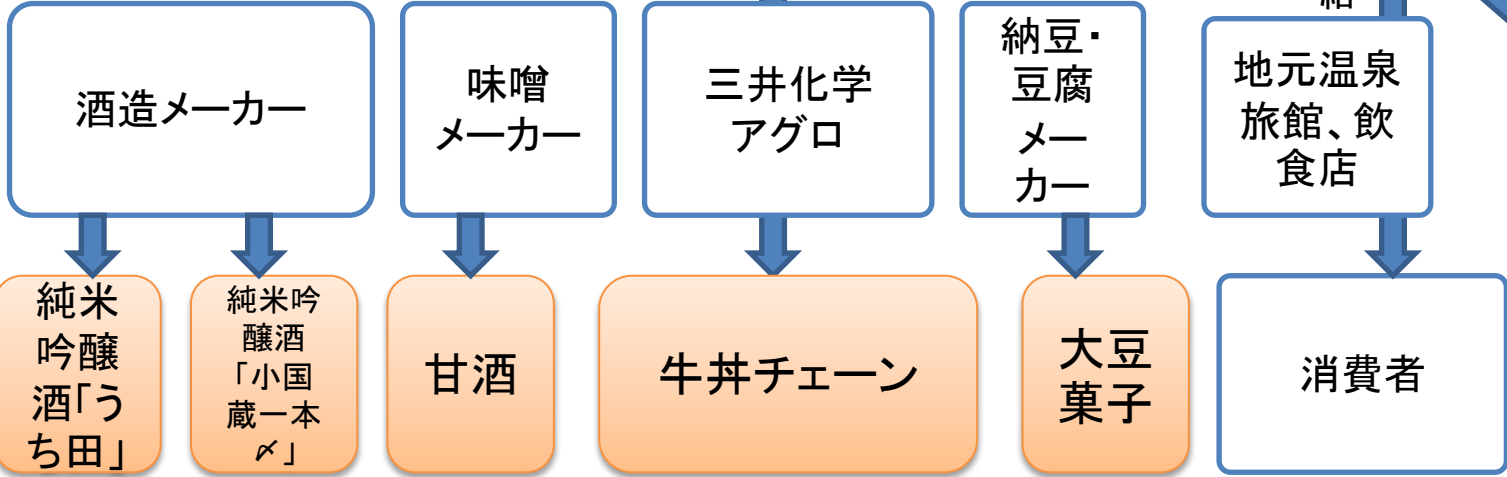 給
酒造メーカー
味噌
メーカー
三井化学
アグロ
納豆・
豆腐
メー
カー
地元温泉
旅館、飲
食店
純米
吟醸
酒「う
ち田」
純米吟
醸酒
「小国
蔵一本
〆」
甘酒
牛丼チェーン
大豆
菓子
消費者